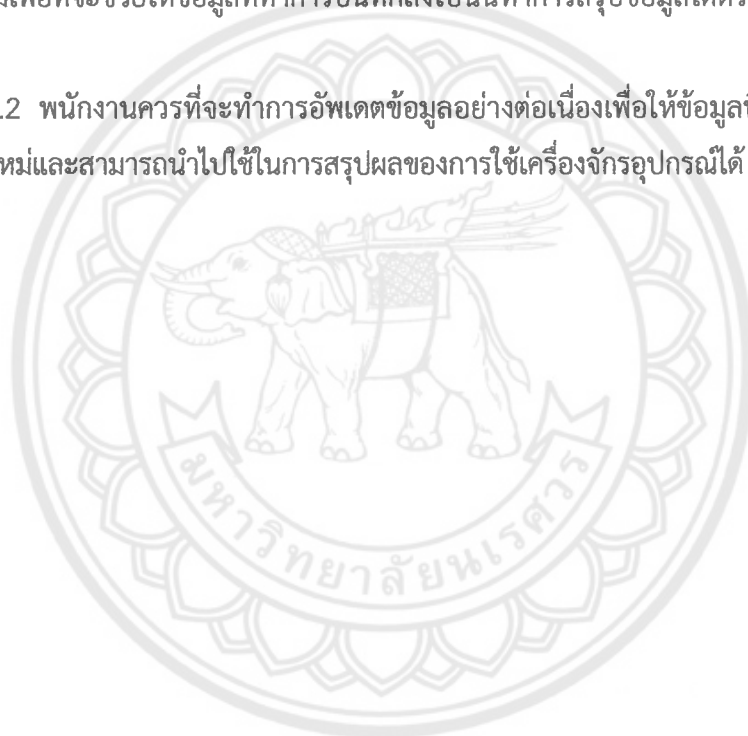 .2 พนักงานควรที่จะทำการอัพเดตข้อมูลอย่างต่อเนื่องเพื่อให้ข้อมูล
หม่และสามารถนำไปใช้ในการสรุปผลของการใช้เครื่องจักรอุปกรณ์ได้
มหาวิทยาลัยนเรศวร